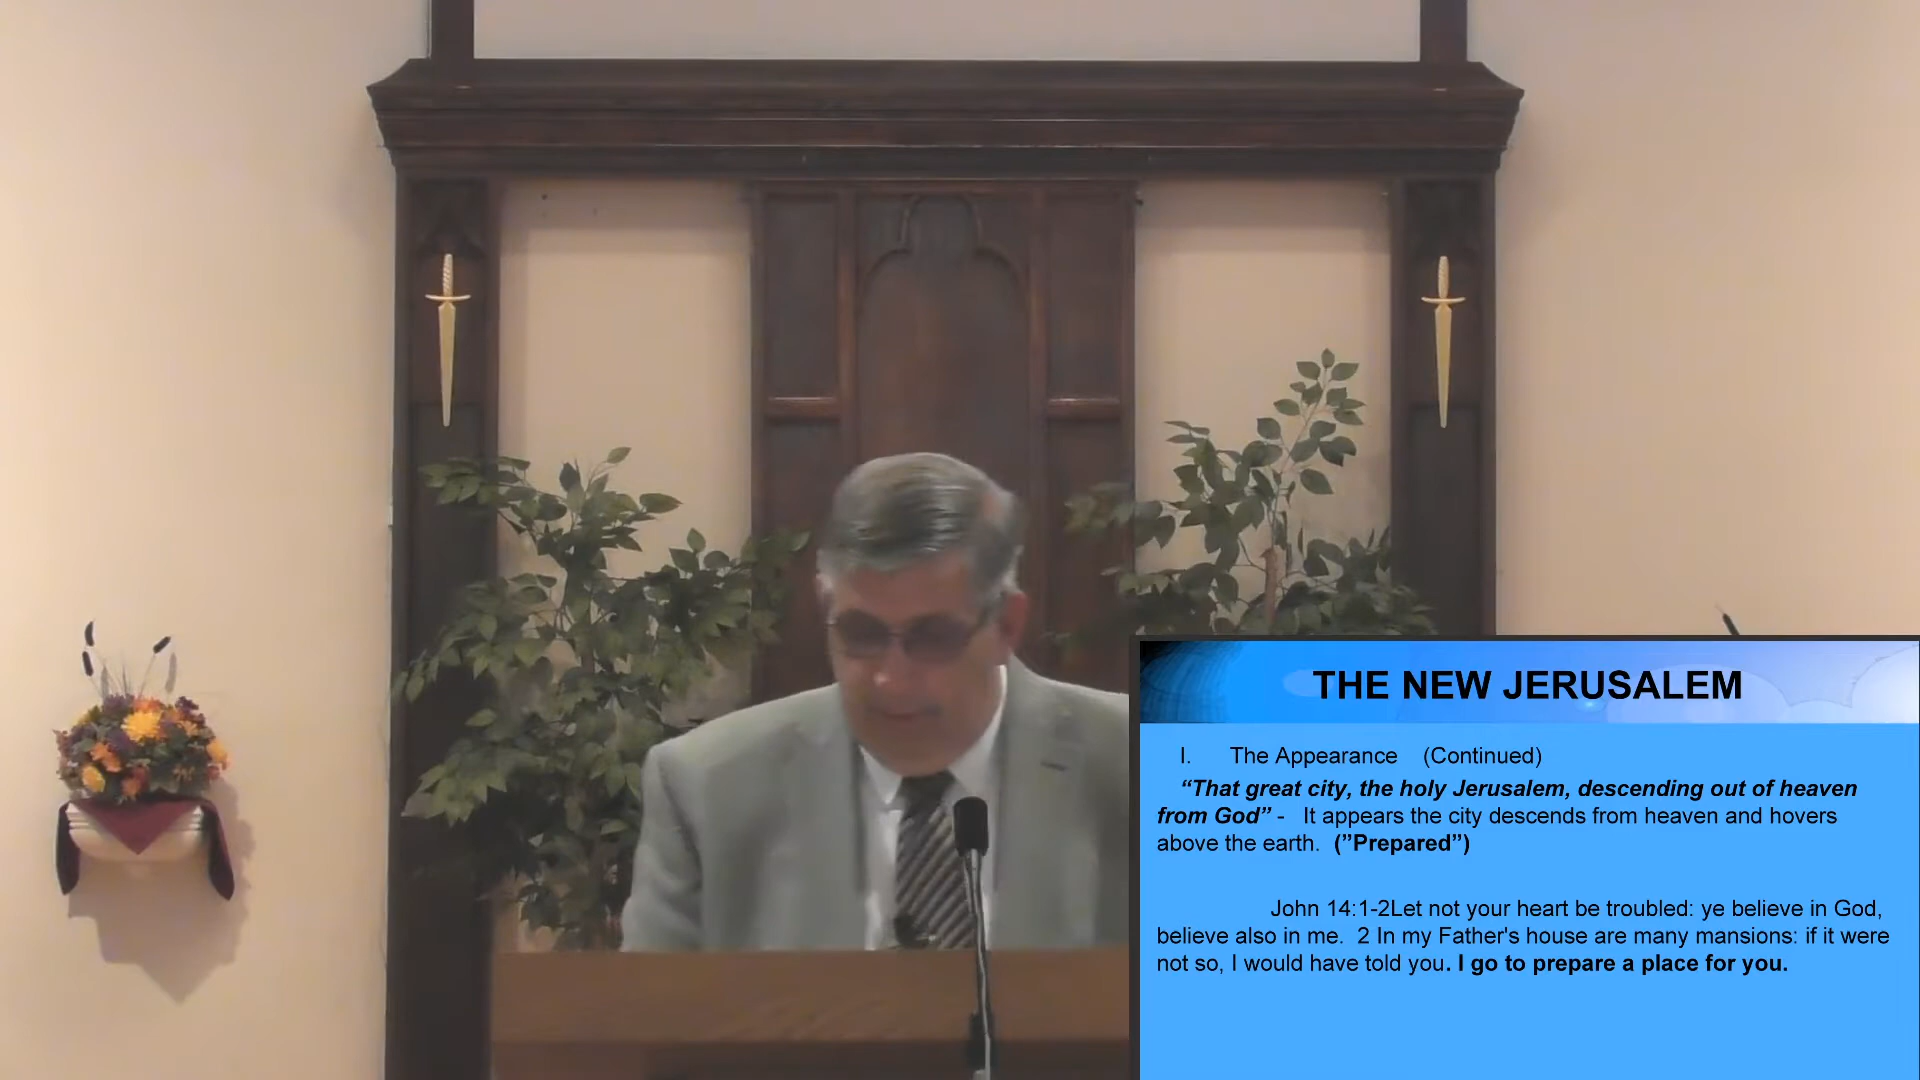 THE NEW JERUSALEM
I. The Appearance (Continued)
“That great city, the holy Jerusalem, descending out of heaven
from God” - It appears the city descends from heaven and hovers
above the earth. (”Prepared”)
John 14:1-2Let not your heart be troubled: ye believe in God,
believe also in me. 2 In my Father's house are many mansions: if it were
not so, I would have told you. I go to prepare a place for you.